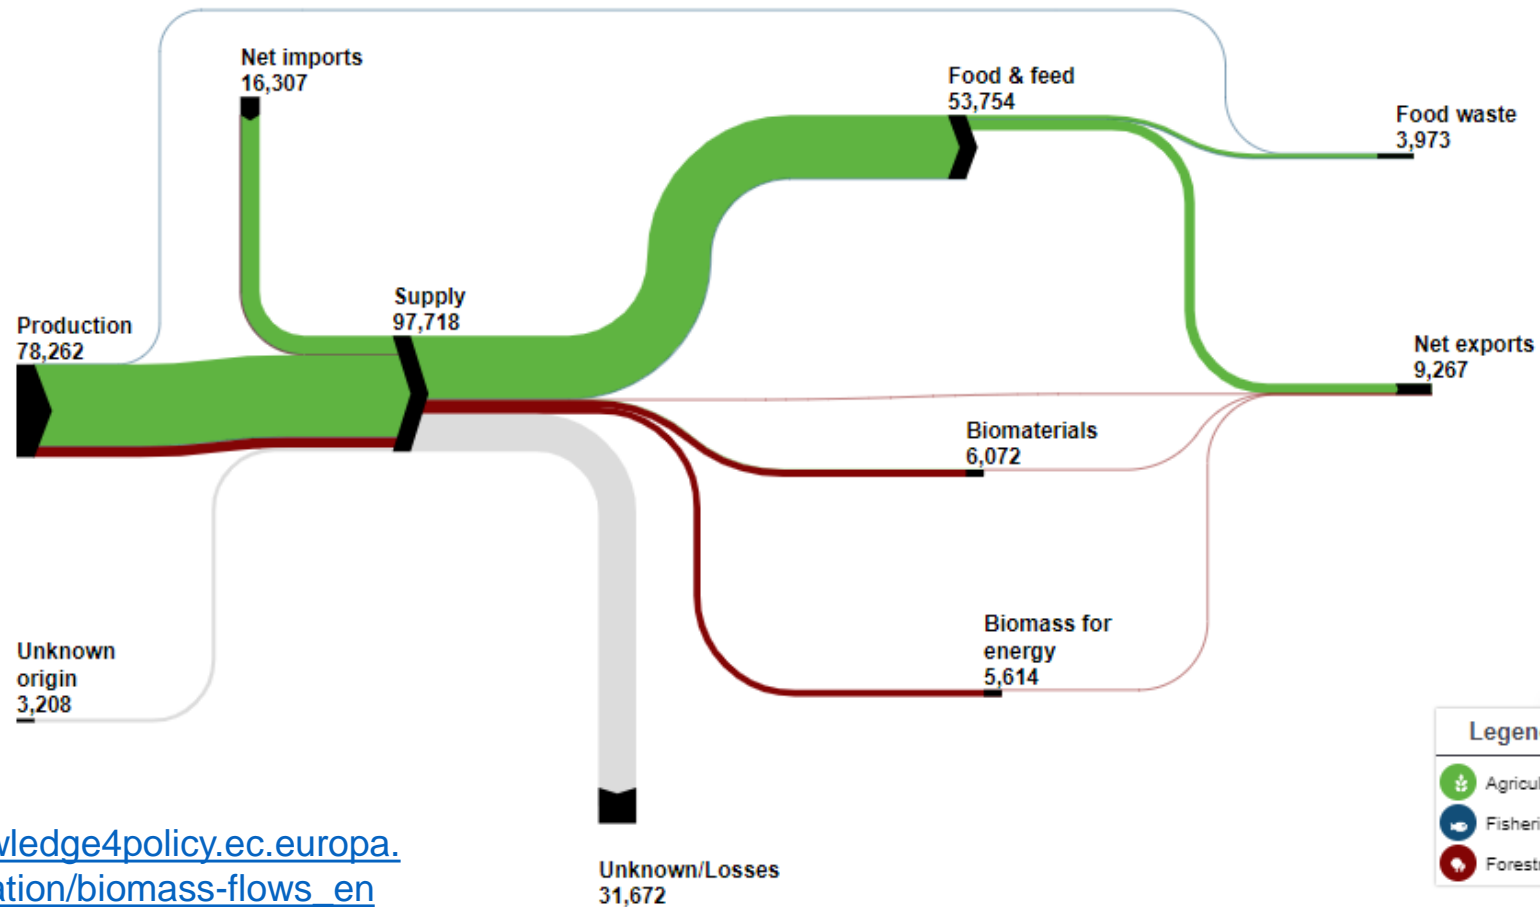 Net imports
16,307
Food & feed
53,754
Food waste
3,973
Supply
97,718
Production
78,262
Net exports
9,267
Biomaterials
6,072
Biomass for
energy
5,614
Unknown
origin
3,208
Legen
Agricul
Fisheri
Forest
wledge4policy.ec.europa.
ation/biomass-flows_en
Unknown/Losses
31,672